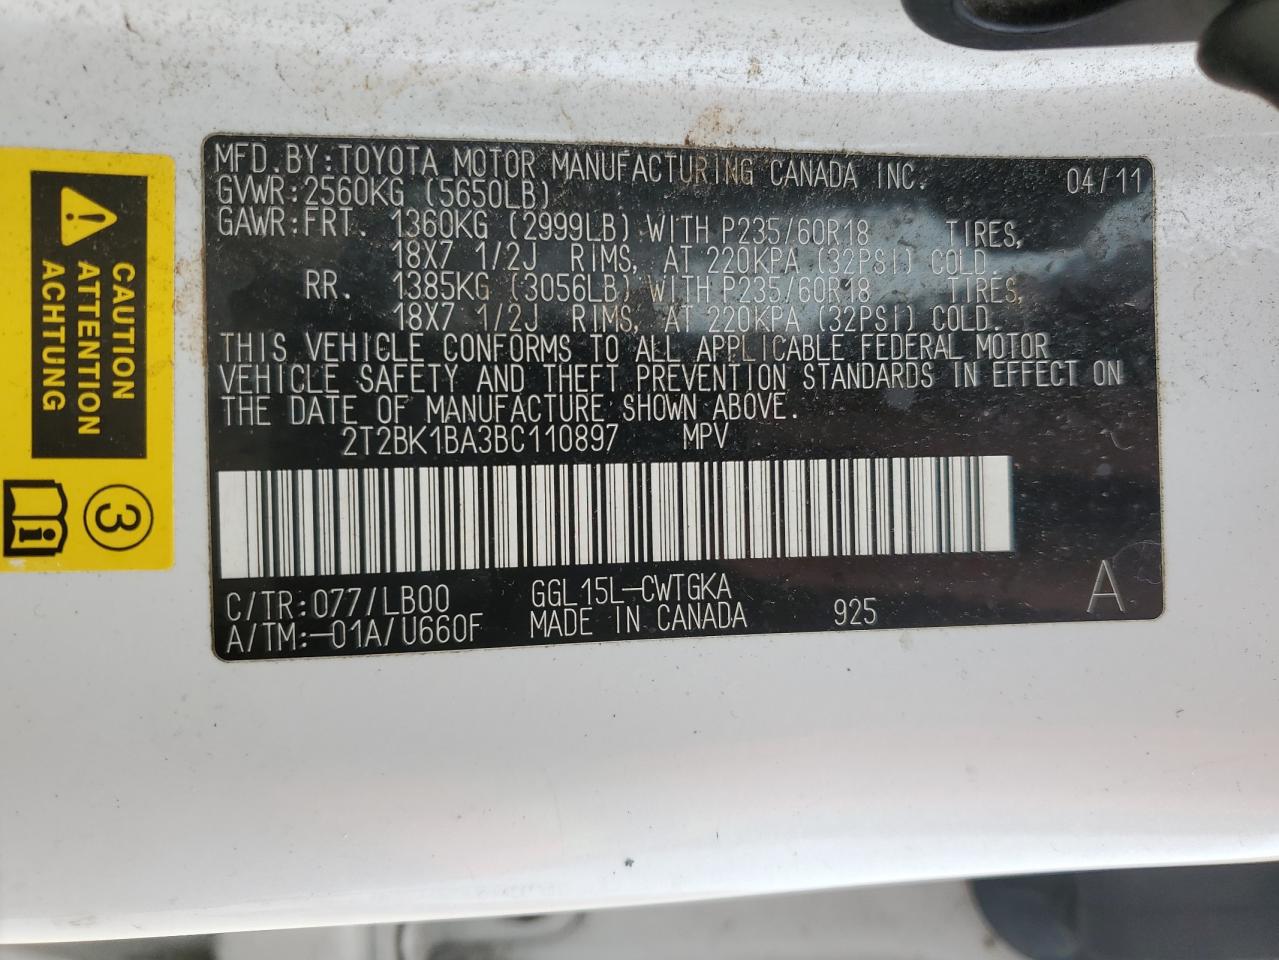 MFD.BY:TOYOTA MOTOR MANUFACTURING CANADA INC. 04/11
GVWR:2560KG (5650LB)
GAWR:FRT. 1360KG (2999LB) WITH P235/60R18 TIRES,
18X7 1/2J RIMS, AT 220KPA (32PSI) COLD.
RR. 1385KG (3056LB) WITH P235/60R18 TIRES,
18X7 1/2J RIMS, AT 220KPA (32PSI) COLD.
THIS VEHICLE CONFORMS TO ALL APPLICABLE FEDERAL MOTOR
VEHICLE SAFETY AND THEFT PREVENTION STANDARDS IN EFFECT ON
THE DATE OF MANUFACTURE SHOWN ABOVE.
2T2BK1BA3BC110897 MPV
C/TR:077/LB00 GGL15L-CWTGKA
A/TM:-01A/U660F MADE IN CANADA 925 A
CAUTION
ATTENTION
ACHTUNG
3